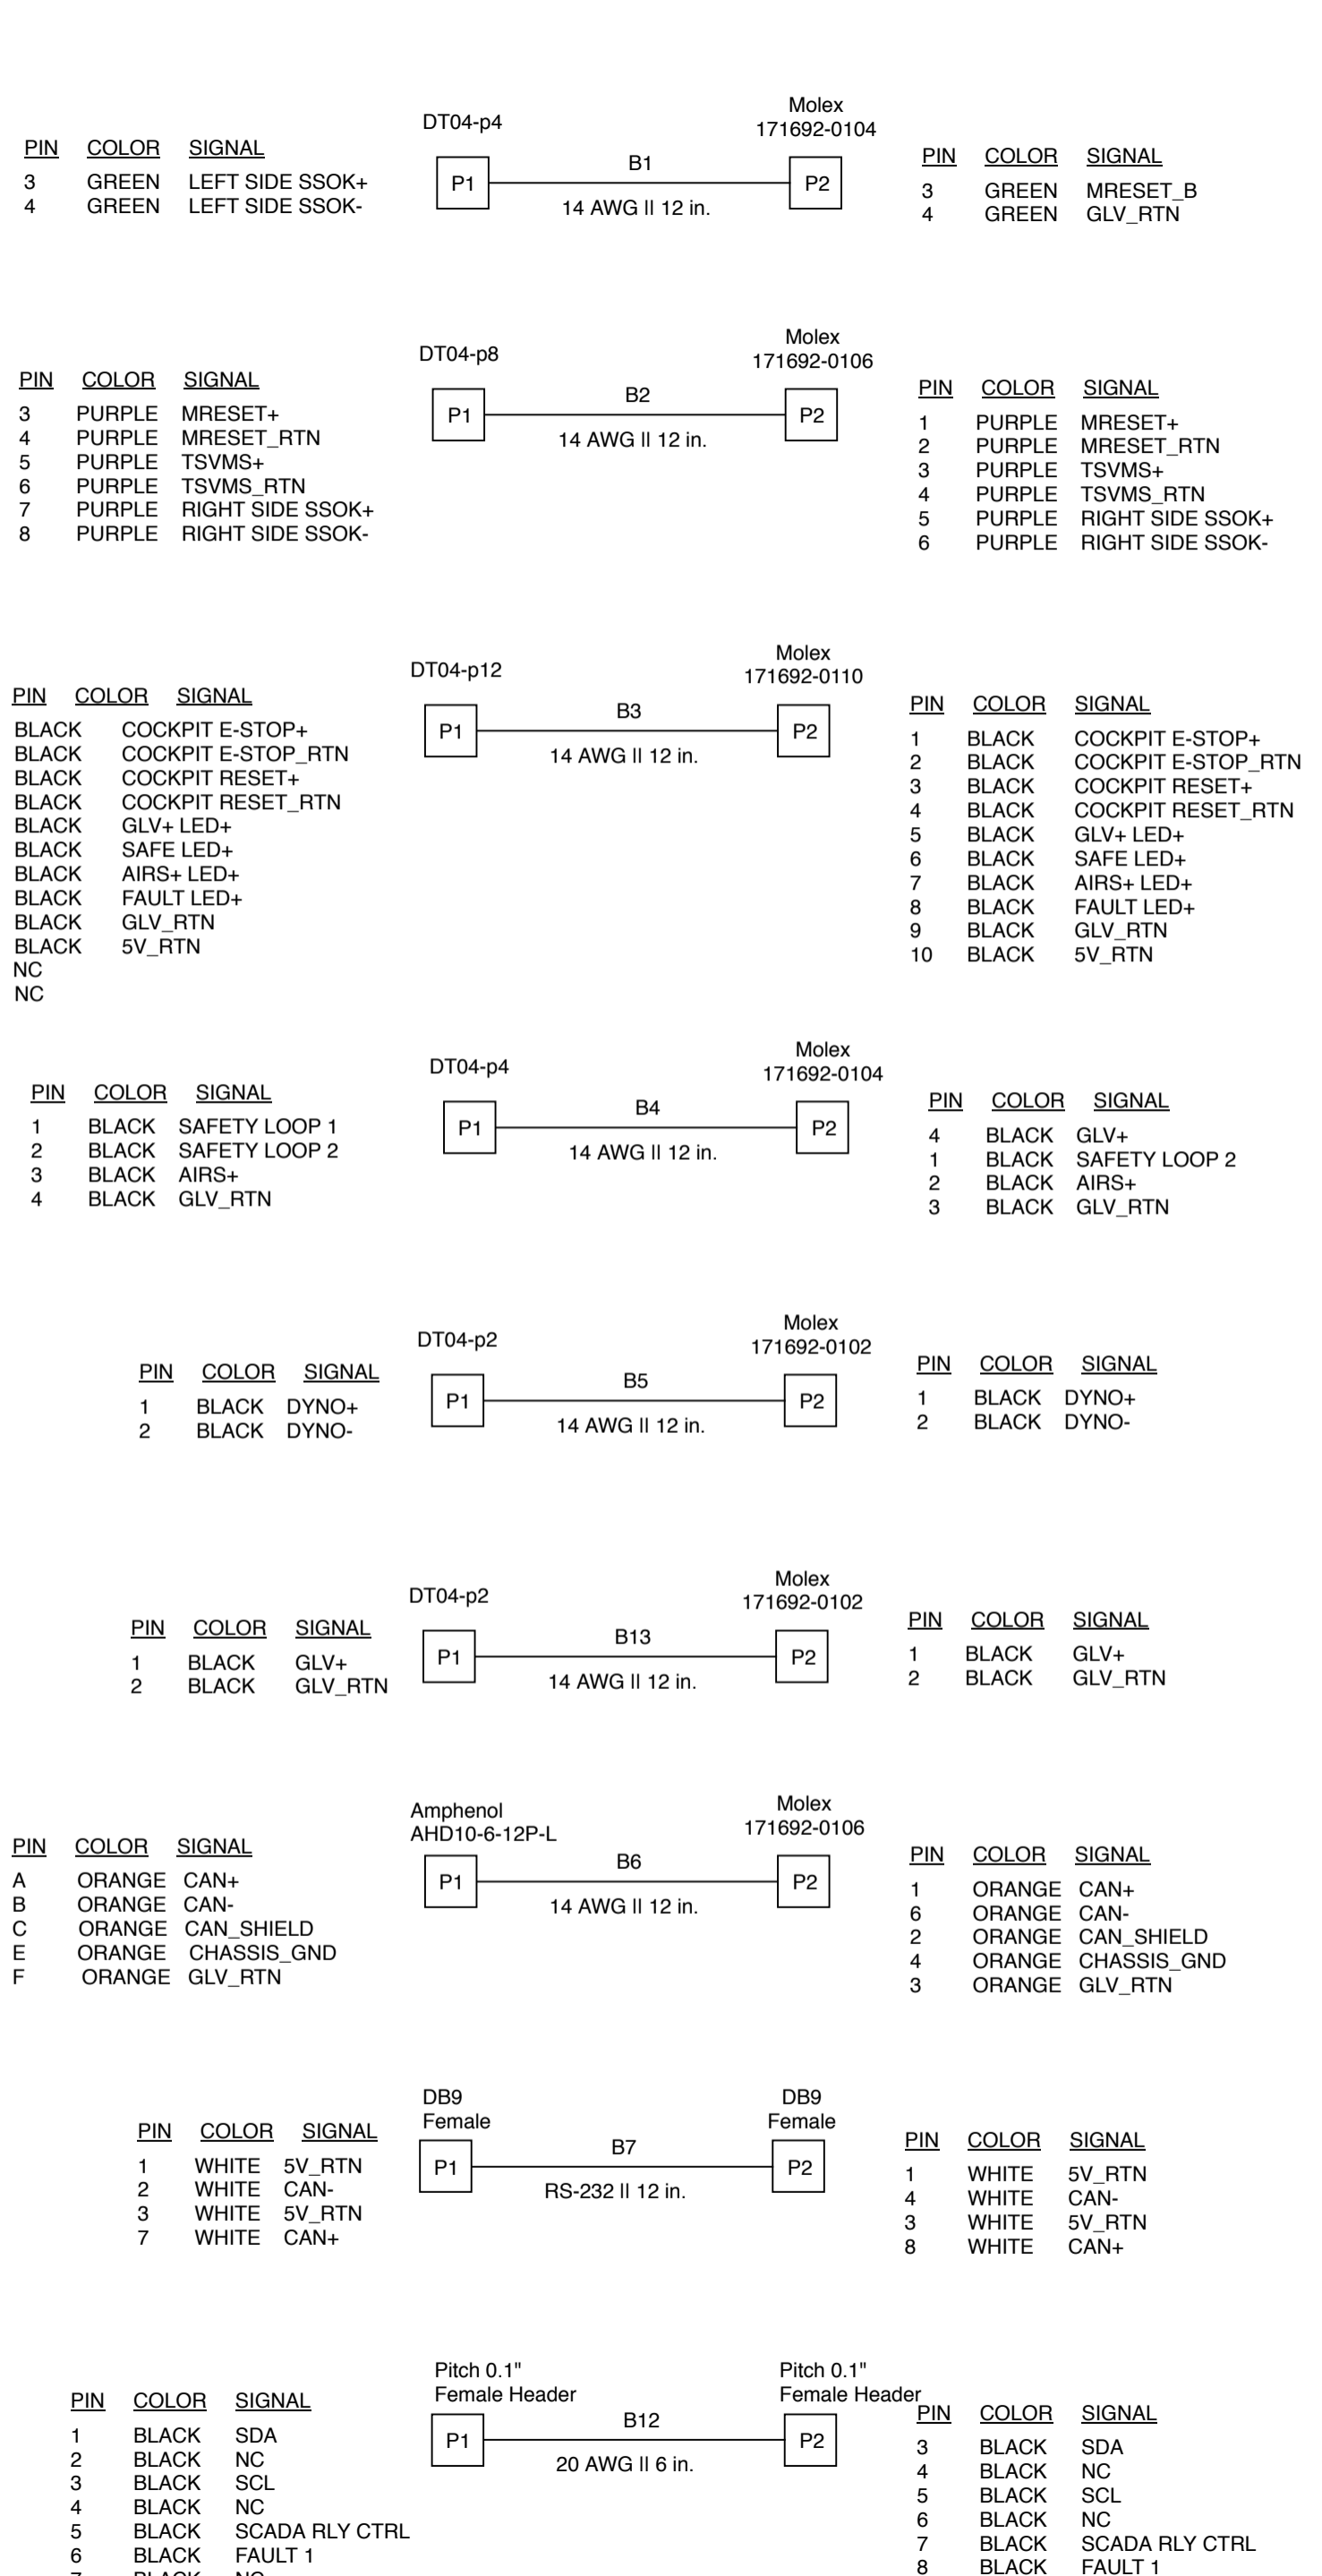 DT04-p4
Molex
171692-0104
PIN COLOR SIGNAL
3 GREEN LEFT SIDE SSOK+
4 GREEN LEFT SIDE SSOK-
P1
B1
14 AWG || 12 in.
P2
PIN COLOR SIGNAL
3 GREEN MRESET_B
4 GREEN GLV_RTN
DT04-p8
Molex
171692-0106
PIN COLOR SIGNAL
3 PURPLE MRESET+
4 PURPLE MRESET_RTN
5 PURPLE TSVMS+
6 PURPLE TSVMS_RTN
7 PURPLE RIGHT SIDE SSOK+
8 PURPLE RIGHT SIDE SSOK-
P1
B2
14 AWG || 12 in.
P2
PIN COLOR SIGNAL
1 PURPLE MRESET+
2 PURPLE MRESET_RTN
3 PURPLE TSVMS+
4 PURPLE TSVMS_RTN
5 PURPLE RIGHT SIDE SSOK+
6 PURPLE RIGHT SIDE SSOK-
DT04-p12
Molex
171692-0110
PIN COLOR SIGNAL
BLACK COCKPIT E-STOP+
BLACK COCKPIT E-STOP_RTN
BLACK COCKPIT RESET+
BLACK COCKPIT RESET_RTN
BLACK GLV+ LED+
BLACK SAFE LED+
BLACK AIRS+ LED+
BLACK FAULT LED+
BLACK GLV_RTN
BLACK 5V_RTN
NC
NC
P1
B3
14 AWG || 12 in.
P2
PIN COLOR SIGNAL
1 BLACK COCKPIT E-STOP+
2 BLACK COCKPIT E-STOP_RTN
3 BLACK COCKPIT RESET+
4 BLACK COCKPIT RESET_RTN
5 BLACK GLV+ LED+
6 BLACK SAFE LED+
7 BLACK AIRS+ LED+
8 BLACK FAULT LED+
9 BLACK GLV_RTN
10 BLACK 5V_RTN
DT04-p4
Molex
171692-0104
PIN COLOR SIGNAL
1 BLACK SAFETY LOOP 1
2 BLACK SAFETY LOOP 2
3 BLACK AIRS+
4 BLACK GLV_RTN
P1
B4
14 AWG || 12 in.
P2
PIN COLOR SIGNAL
4 BLACK GLV+
1 BLACK SAFETY LOOP 2
2 BLACK AIRS+
3 BLACK GLV_RTN
DT04-p2
Molex
171692-0102
PIN COLOR SIGNAL
1 BLACK DYNO+
2 BLACK DYNO-
P1
B5
14 AWG || 12 in.
P2
PIN COLOR SIGNAL
1 BLACK DYNO+
2 BLACK DYNO-
DT04-p2
Molex
171692-0102
PIN COLOR SIGNAL
1 BLACK GLV+
2 BLACK GLV_RTN
P1
B13
14 AWG || 12 in.
P2
PIN COLOR SIGNAL
1 BLACK GLV+
2 BLACK GLV_RTN
Amphenol
AHD10-6-12P-L
Molex
171692-0106
PIN COLOR SIGNAL
A ORANGE CAN+
B ORANGE CAN-
C ORANGE CAN_SHIELD
E ORANGE CHASSIS_GND
F ORANGE GLV_RTN
P1
B6
14 AWG || 12 in.
P2
PIN COLOR SIGNAL
1 ORANGE CAN+
6 ORANGE CAN-
2 ORANGE CAN_SHIELD
4 ORANGE CHASSIS_GND
3 ORANGE GLV_RTN
DB9
Female
DB9
Female
PIN COLOR SIGNAL
1 WHITE 5V_RTN
2 WHITE CAN-
3 WHITE 5V_RTN
7 WHITE CAN+
P1
B7
RS-232 || 12 in.
P2
PIN COLOR SIGNAL
1 WHITE 5V_RTN
4 WHITE CAN-
3 WHITE 5V_RTN
8 WHITE CAN+
Pitch 0.1"
Female Header
Pitch 0.1"
Female Header
PIN COLOR SIGNAL
1 BLACK SDA
2 BLACK NC
3 BLACK SCL
4 BLACK NC
5 BLACK SCADA RLY CTRL
6 BLACK FAULT 1
P1
B12
20 AWG || 6 in.
P2
PIN COLOR SIGNAL
3 BLACK SDA
4 BLACK NC
5 BLACK SCL
6 BLACK NC
7 BLACK SCADA RLY CTRL
8 BLACK FAULT 1